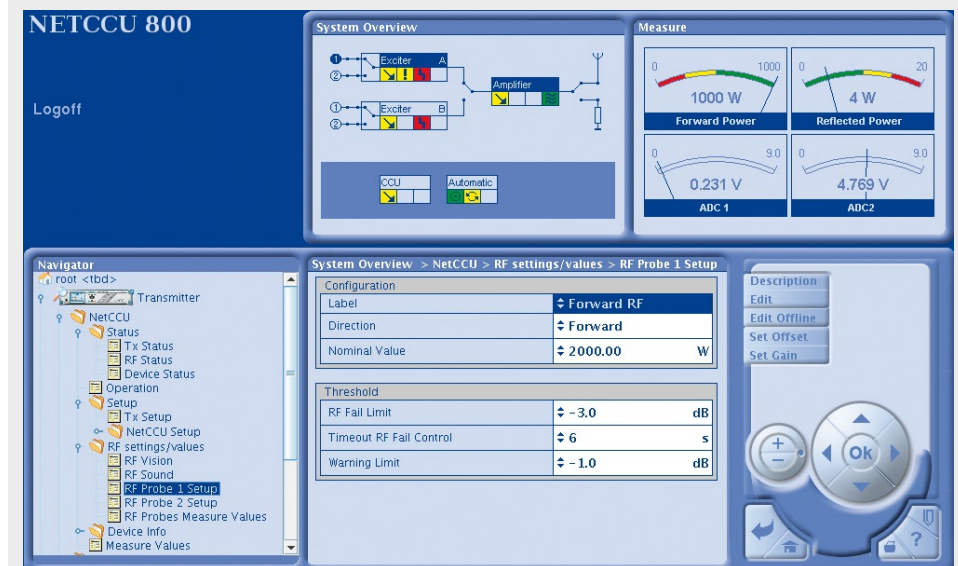 NETCCU 800
Logoff
System Overview
1
2
Exciter A
!
1
2
Exciter B
Amplifier
CCU
Automatic
Measure
0 1000
1000 W
Forward Power
0 20
4 W
Reflected Power
0 9.0
0.231 V
ADC 1
0 9.0
4.769 V
ADC2
Navigator
root <tbd>
Transmitter
NetCCU
Status
Tx Status
RF Status
Device Status
Operation
Setup
Tx Setup
NetCCU Setup
RF settings/values
RF Vision
RF Sound
RF Probe 1 Setup
RF Probe 2 Setup
RF Probes Measure Values
Device Info
Measure Values
System Overview > NetCCU > RF settings/values > RF Probe 1 Setup
Configuration
Label Forward RF
Direction Forward
Nominal Value 2000.00 W
Threshold
RF Fail Limit -3.0 dB
Timeout RF Fail Control 6 s
Warning Limit -1.0 dB
Description
Edit
Edit Offline
Set Offset
Set Gain
+
−
Ok
?